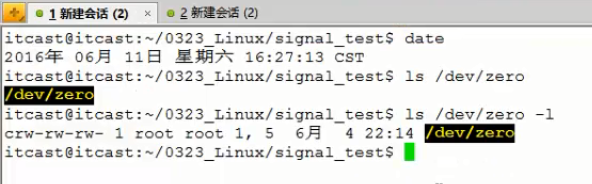 1 新建会话 (2) × 2 新建会话 (2)
itcast@itcast:~/0323_Linux/signal_test$ date
2016年 06月 11日 星期六 16:27:13 CST
itcast@itcast:~/0323_Linux/signal_test$ ls /dev/zero
/dev/zero
itcast@itcast:~/0323_Linux/signal_test$ ls /dev/zero -l
crw-rw-rw- 1 root root 1, 5  6月  4 22:14 /dev/zero
itcast@itcast:~/0323_Linux/signal_test$